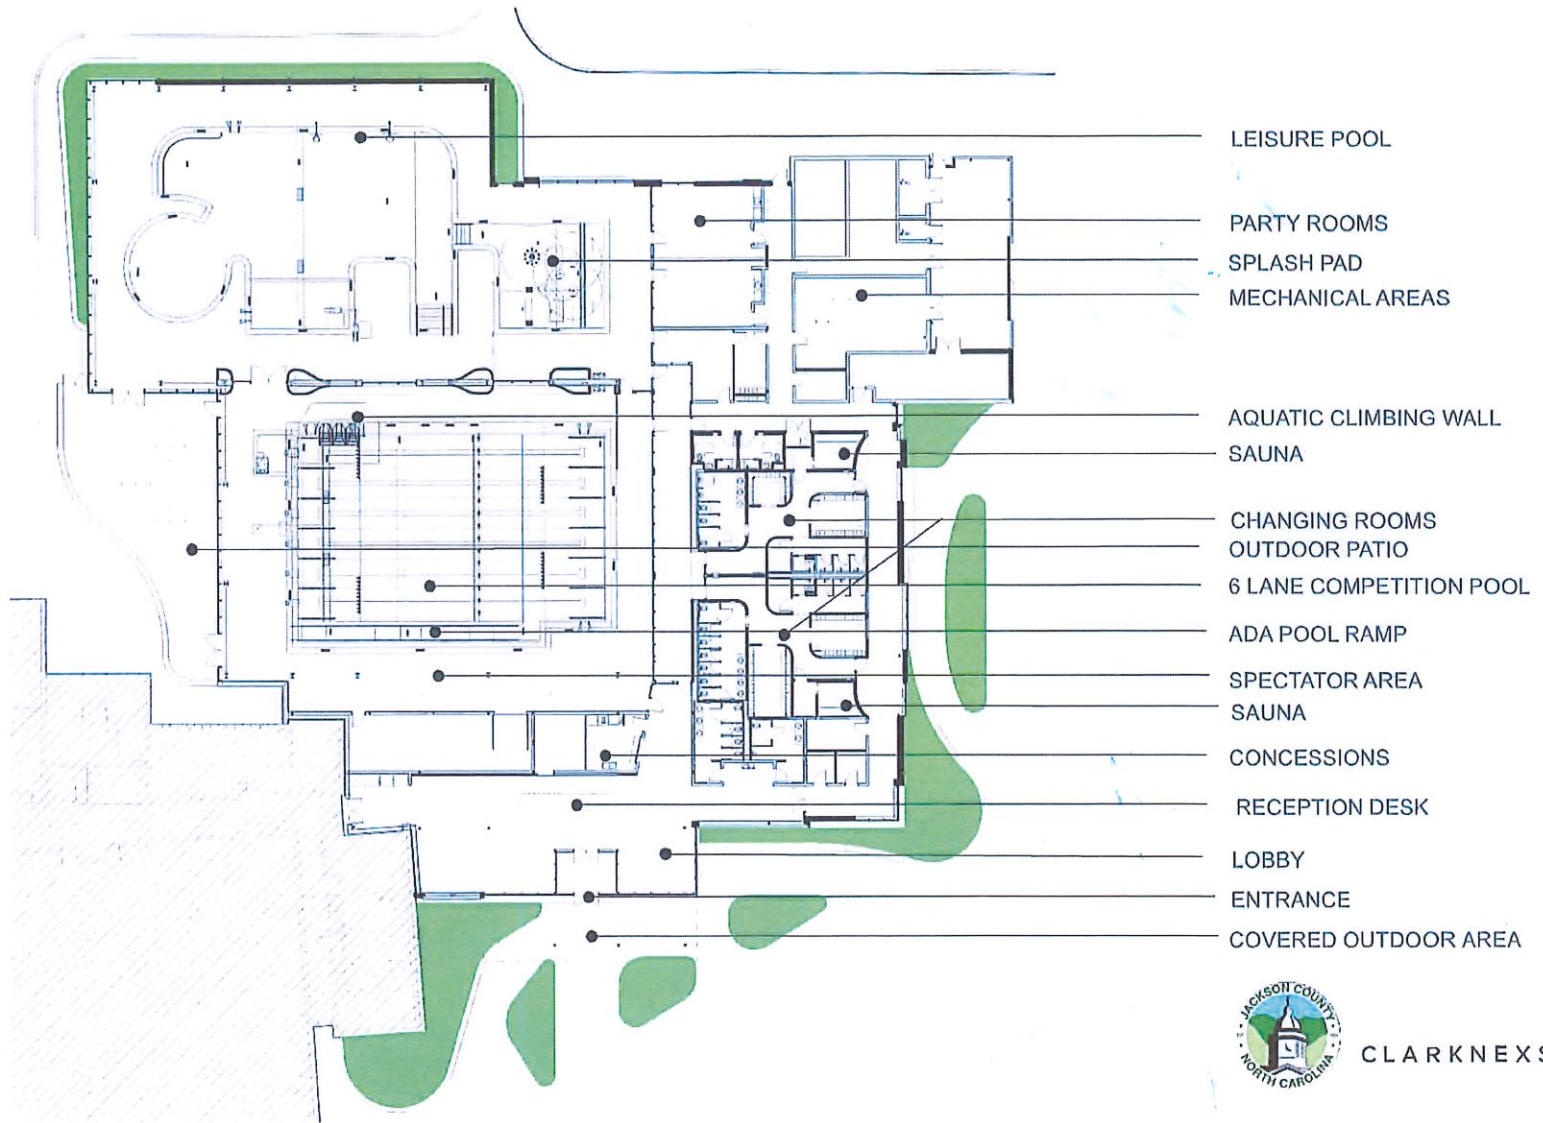 LEISURE POOL
PARTY ROOMS
SPLASH PAD
MECHANICAL AREAS
AQUATIC CLIMBING WALL
SAUNA
CHANGING ROOMS
OUTDOOR PATIO
6 LANE COMPETITION POOL
ADA POOL RAMP
SPECTATOR AREA
SAUNA
CONCESSIONS
RECEPTION DESK
LOBBY
ENTRANCE
COVERED OUTDOOR AREA
JACKSON COUNTY
NORTH CAROLINA
CLARKNEXS